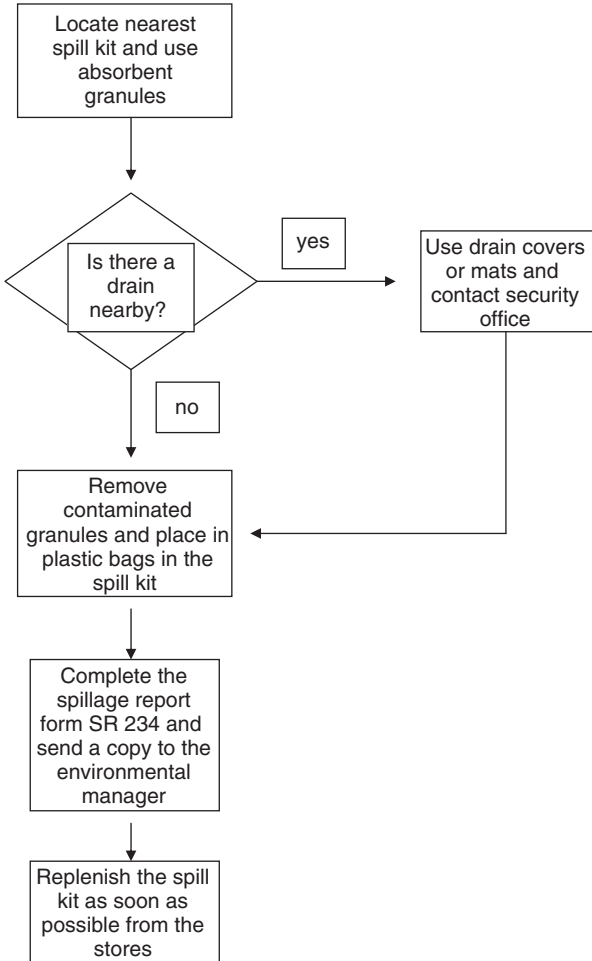 Locate nearest
spill kit and use
absorbent
granules
Is there a
drain
nearby?
yes
Use drain covers
or mats and
contact security
office
no
Remove
contaminated
granules and place in
plastic bags in the
spill kit
Complete the
spillage report
form SR 234 and
send a copy to the
environmental
manager
Replenish the spill
kit as soon as
possible from the
stores